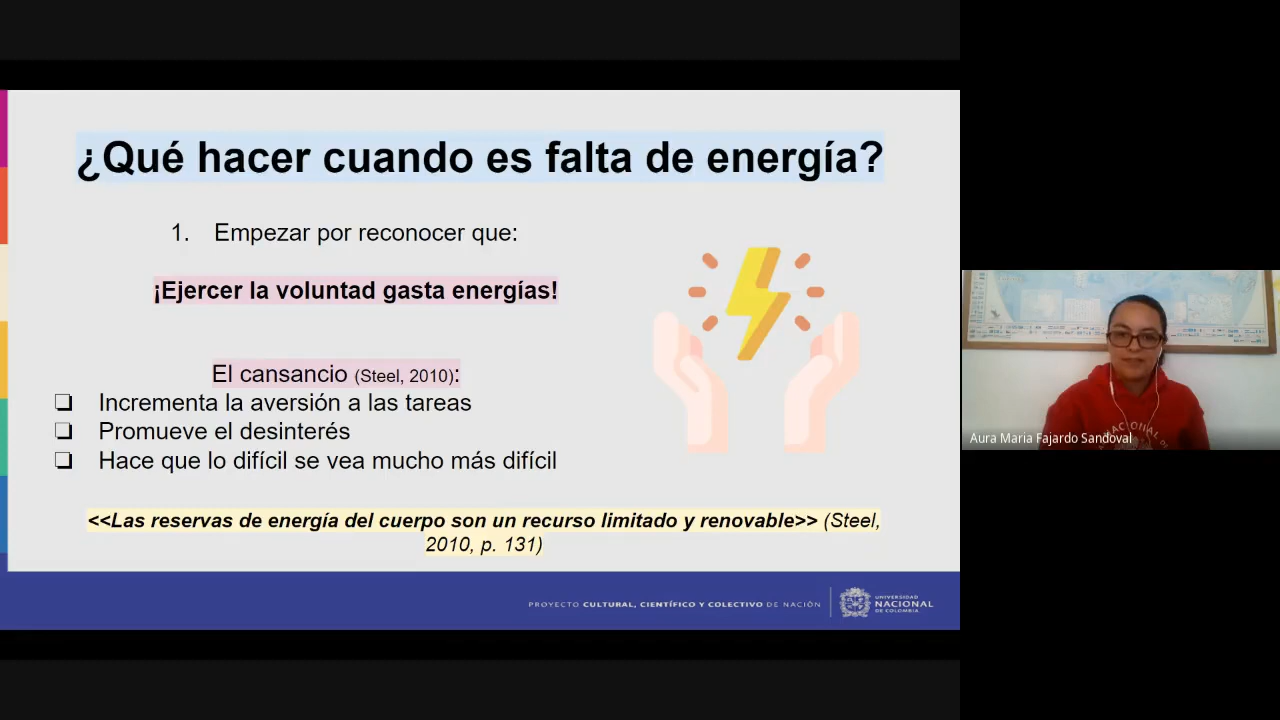 ¿Qué hacer cuando es falta de energía?
1. Empezar por reconocer que:
¡Ejercer la voluntad gasta energías!
El cansancio (Steel, 2010):
❏ Incrementa la aversión a las tareas
❏ Promueve el desinterés
❏ Hace que lo difícil se vea mucho más difícil
<<Las reservas de energía del cuerpo son un recurso limitado y renovable>> (Steel,
2010, p. 131)
PROYECTO CULTURAL, CIENTÍFICO Y COLECTIVO DE NACIÓN
UNIVERSIDAD
NACIONAL
DE COLOMBIA
Aura Maria Fajardo Sandoval